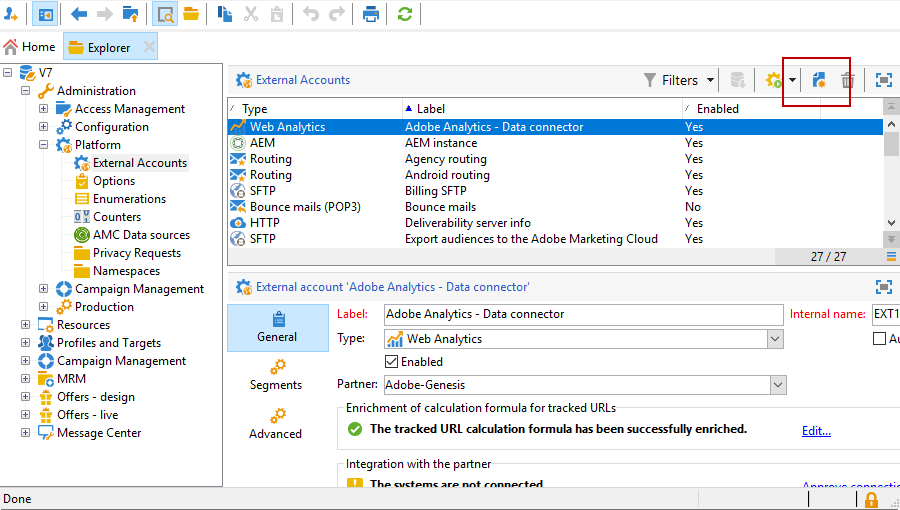 Home
Explorer
V7
Administration
Access Management
Configuration
Platform
External Accounts
Options
Enumerations
Counters
AMC Data sources
Privacy Requests
Namespaces
Campaign Management
Production
Resources
Profiles and Targets
Campaign Management
MRM
Offers - design
Offers - live
Message Center
External Accounts
Filters
Type Label Enabled
Web Analytics Adobe Analytics - Data connector Yes
AEM AEM instance Yes
Routing Agency routing Yes
Routing Android routing Yes
SFTP Billing SFTP Yes
Bounce mails (POP3) Bounce mails No
HTTP Deliverability server info Yes
SFTP Export audiences to the Adobe Marketing Cloud Yes
27 / 27
External account 'Adobe Analytics - Data connector'
General
Segments
Advanced
Label: Adobe Analytics - Data connector Internal name: EXT1
Type: Web Analytics Au
Enabled
Partner: Adobe-Genesis
Enrichment of calculation formula for tracked URLs
The tracked URL calculation formula has been successfully enriched. Edit...
Integration with the partner
The systems are not connected Approve connecti
Done